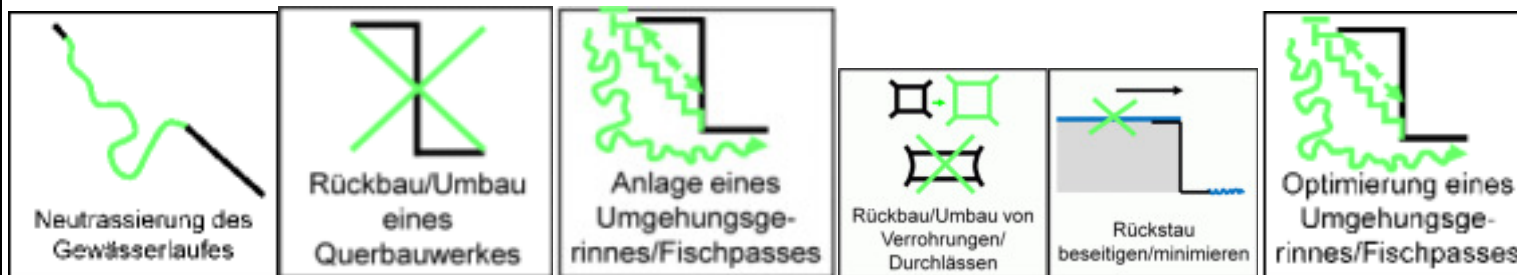 Neutrassierung des
Gewässerlaufes
Rückbau/Umbau
eines
Querbauwerkes
Anlage eines
Umgehungsge-
rinnes/Fischpasses
Rückbau/Umbau von
Verrohrungen/
Durchlässen
Rückstau
beseitigen/minimieren
Optimierung eines
Umgehungsge-
rinnes/Fischpasses